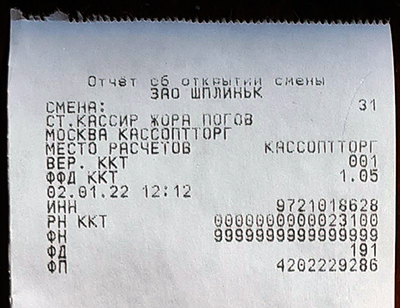 Отчет об открытии смены
ЗАО ШПЛИНЬК
СМЕНА: 31
СТ.КАССИР ЖОРА ПОГОВ
МОСКВА КАССОПТТОРГ
МЕСТО РАСЧЕТОВ КАССОПТТОРГ
ВЕР. ККТ 001
ФФД ККТ 1.05
02.01.22 12:12
ИНН 9721018628
РН ККТ 0000000000023100
ФН 9999999999999999
ФД 191
ФП 4202229286